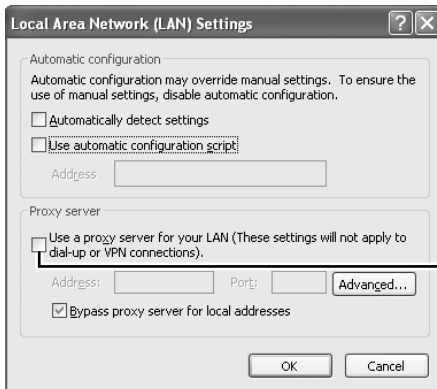 Local Area Network (LAN) Settings
Automatic configuration
Automatic configuration may override manual settings. To ensure the
use of manual settings, disable automatic configuration.
Automatically detect settings
Use automatic configuration script
Address
Proxy server
Use a proxy server for your LAN (These settings will not apply to
dial-up or VPN connections).
Address:
Port:
Advanced...
Bypass proxy server for local addresses
OK
Cancel